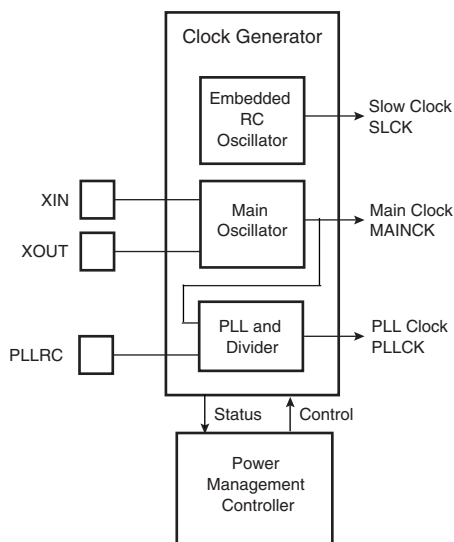 Clock Generator
Embedded
RC
Oscillator
Slow Clock
SLCK
XIN
Main
Oscillator
Main Clock
MAINCK
XOUT
PLL and
Divider
PLL Clock
PLLCK
PLLRC
Status
Control
Power
Management
Controller